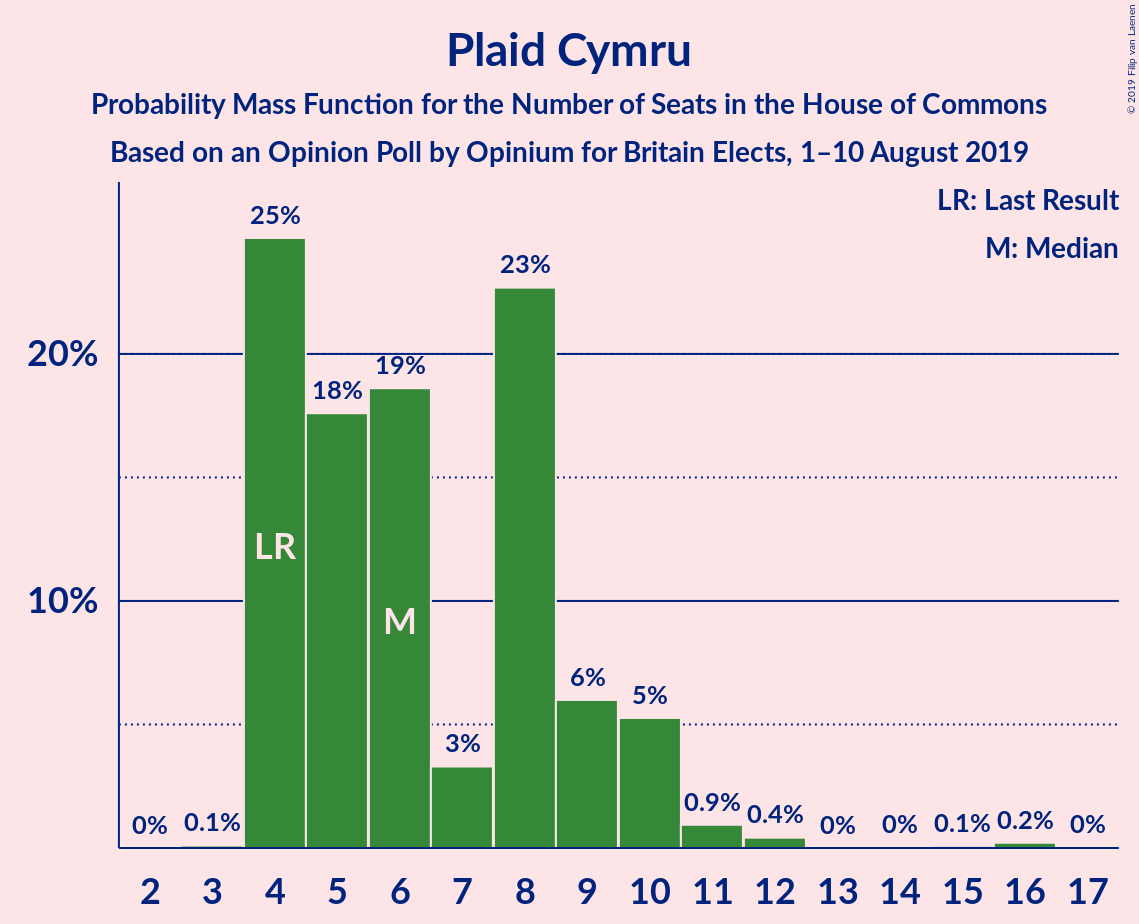 Plaid Cymru
Probability Mass Function for the Number of Seats in the House of Commons
Based on an Opinion Poll by Opinium for Britain Elects, 1–10 August 2019
© 2019 Filip van Laenen
LR: Last Result
M: Median
20%
10%
0%
0.1%
25%
18%
19%
3%
23%
6%
5%
0.9%
0.4%
0%
0%
0.1%
0.2%
0%
LR
M
2 3 4 5 6 7 8 9 10 11 12 13 14 15 16 17